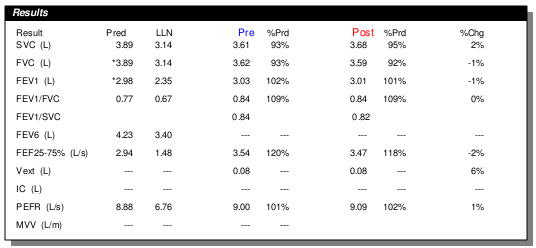 Results
Result Pred LLN Pre %Prd Post %Prd %Chg
SVC (L) 3.89 3.14 3.61 93% 3.68 95% 2%
FVC (L) *3.89 3.14 3.62 93% 3.59 92% -1%
FEV1 (L) *2.98 2.35 3.03 102% 3.01 101% -1%
FEV1/FVC 0.77 0.67 0.84 109% 0.84 109% 0%
FEV1/SVC 0.84 0.82
FEV6 (L) 4.23 3.40 --- --- --- --- ---
FEF25-75% (L/s) 2.94 1.48 3.54 120% 3.47 118% -2%
Vext (L) --- --- 0.08 --- 0.08 --- 6%
IC (L) --- --- --- --- --- --- ---
PEFR (L/s) 8.88 6.76 9.00 101% 9.09 102% 1%
MVV (L/m) --- --- --- ---